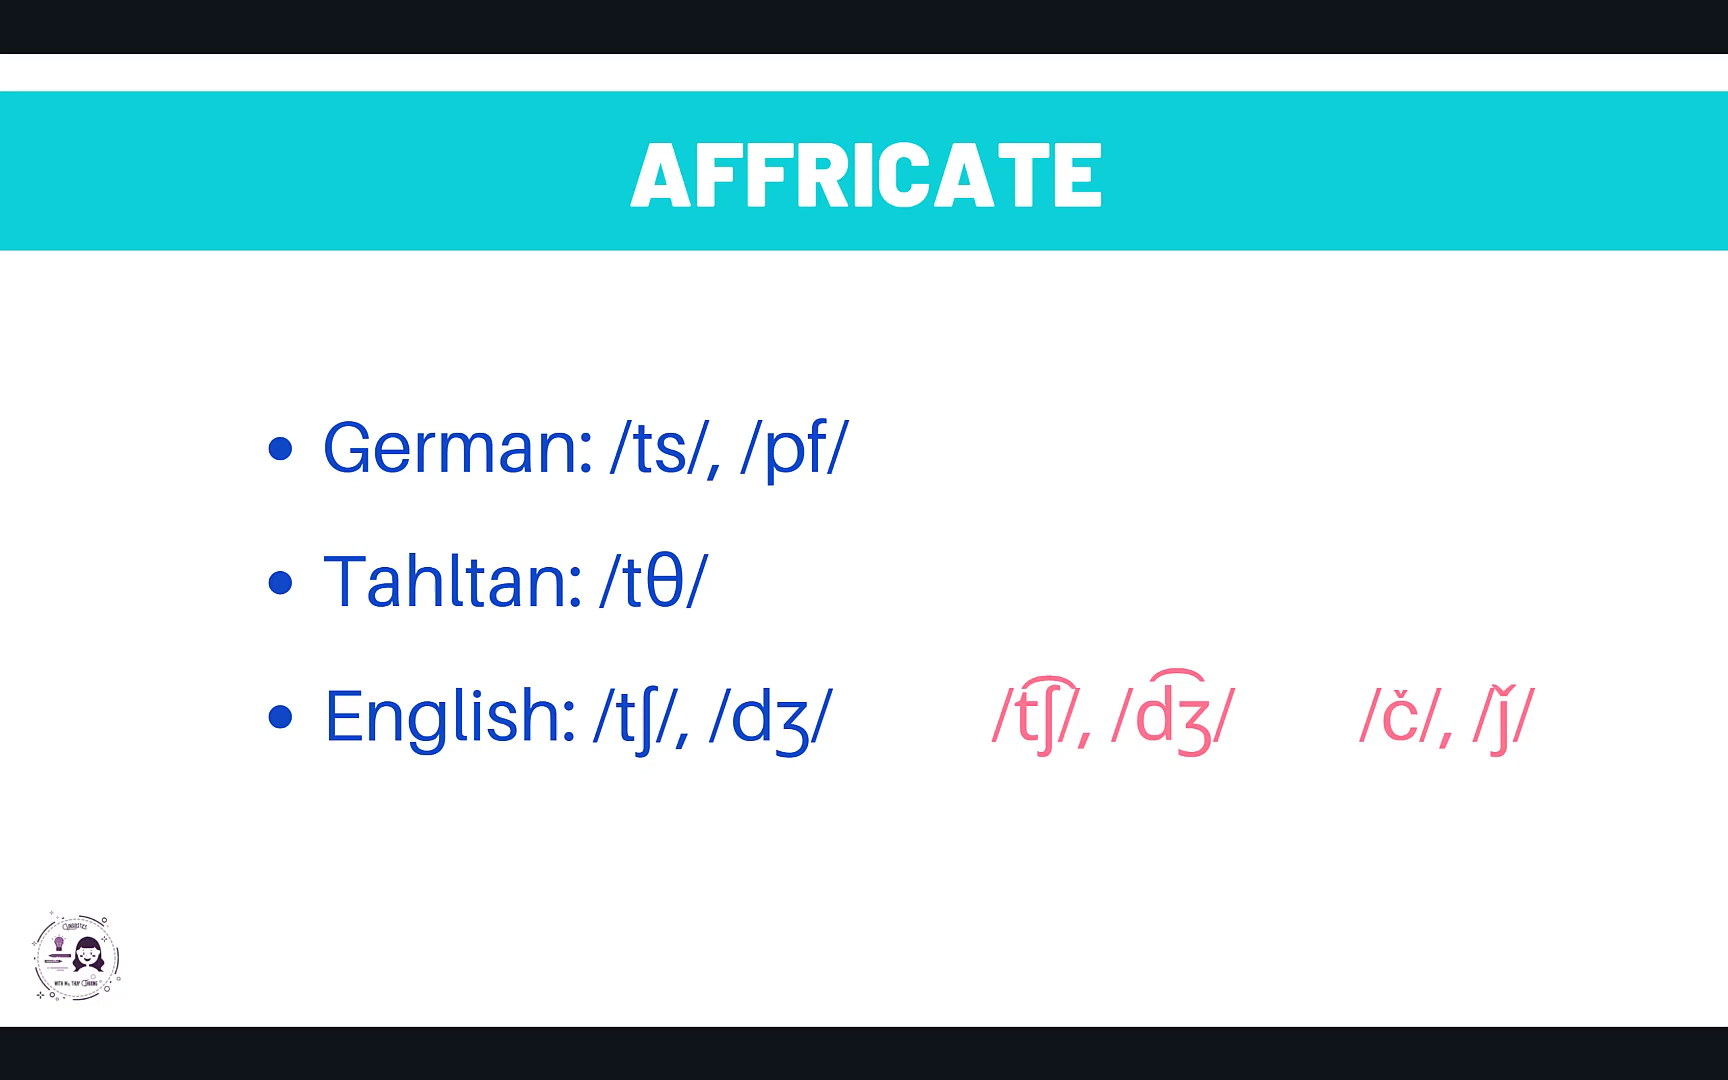 AFFRICATE
• German: /ts/, /pf/
• Tahltan: /tθ/
• English: /tʃ/, /dʒ/ /t͡ʃ/, /d͡ʒ/ /č/, /ǰ/